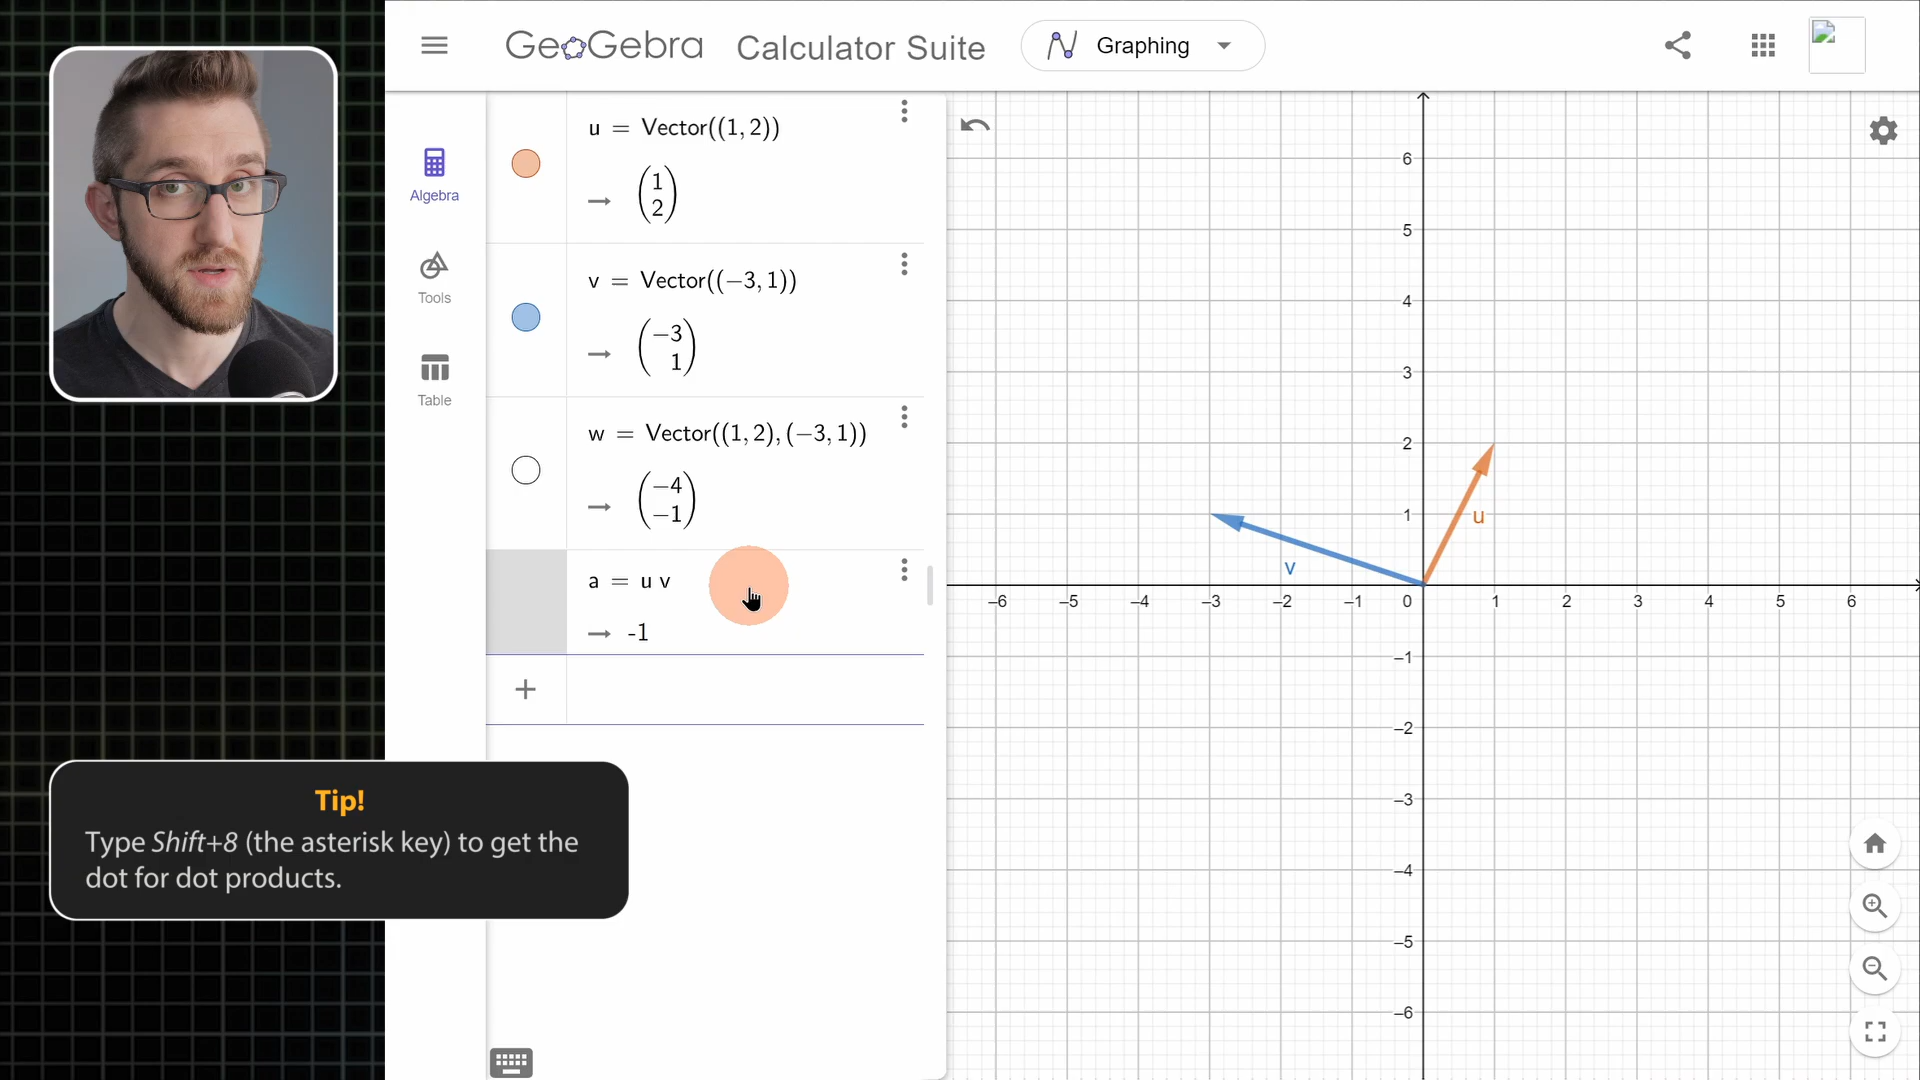 GeoGebra Calculator Suite Graphing
Algebra
Tools
Table
u = Vector((1, 2))
→ (1
2)
v = Vector((−3, 1))
→ (−3
1)
w = Vector((1, 2), (−3, 1))
→ (−4
−1)
a = u v
→ -1
+
Tip!
Type Shift+8 (the asterisk key) to get the
dot for dot products.
6
5
4
3
2
1
u
v
−6 −5 −4 −3 −2 −1 0 1 2 3 4 5 6
−1
−2
−3
−4
−5
−6